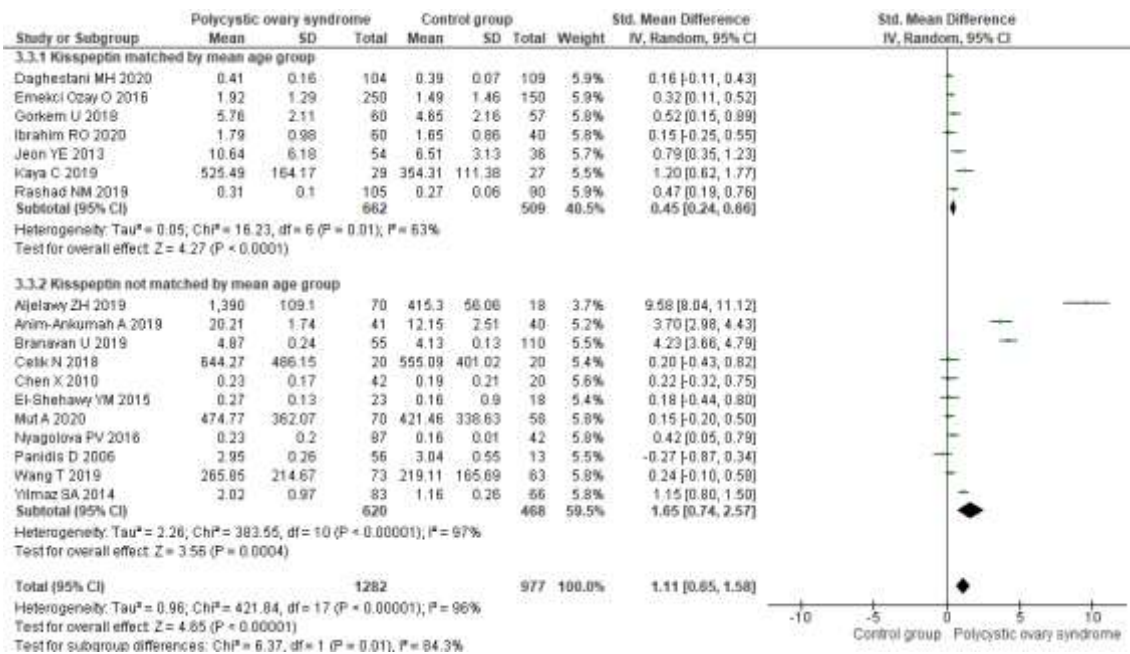 Polycystic ovary syndrome Control group Std. Mean Difference Std. Mean Difference
Study or Subgroup Mean SD Total Mean SD Total Weight IV, Random, 95% CI IV, Random, 95% CI
3.3.1 Kisspeptin matched by mean age group
Daghestani MH 2020 0.41 0.16 104 0.39 0.07 109 5.9% 0.16 [-0.11, 0.43]
Emekci Ozay O 2016 1.92 1.29 250 1.49 1.46 150 5.9% 0.32 [0.11, 0.52]
Gorkem U 2018 5.76 2.11 60 4.65 2.16 57 5.8% 0.52 [0.15, 0.89]
Ibrahim RO 2020 1.79 0.98 60 1.65 0.86 40 5.8% 0.15 [-0.25, 0.55]
Jeon YE 2013 10.64 6.18 54 6.51 3.13 36 5.7% 0.79 [0.35, 1.23]
Kaya C 2019 525.49 164.17 29 354.31 111.38 27 5.5% 1.20 [0.62, 1.77]
Rashad NM 2019 0.31 0.1 105 0.27 0.06 90 5.9% 0.47 [0.19, 0.76]
Subtotal (95% CI) 662 509 40.5% 0.45 [0.24, 0.66]
Heterogeneity: Tau² = 0.05; Chi² = 16.23, df = 6 (P = 0.01); I² = 63%
Test for overall effect: Z = 4.27 (P < 0.0001)
3.3.2 Kisspeptin not matched by mean age group
Aljelawy ZH 2019 1,390 109.1 70 415.3 56.06 18 3.7% 9.58 [8.04, 11.12]
Anim-Ankumah A 2019 20.21 1.74 41 12.15 2.51 40 5.2% 3.70 [2.98, 4.43]
Branavan U 2019 4.87 0.24 55 4.13 0.13 110 5.4% 4.23 [3.66, 4.79]
Celik N 2018 644.27 486.15 20 555.09 401.02 20 5.4% 0.20 [-0.43, 0.82]
Chen X 2010 0.23 0.17 42 0.19 0.21 20 5.6% 0.22 [-0.32, 0.75]
El-Shehawy YM 2015 0.27 0.13 23 0.16 0.9 18 5.4% 0.18 [-0.44, 0.80]
Mut A 2020 474.77 362.07 70 421.46 338.63 58 5.8% 0.15 [-0.20, 0.50]
Nyagolova PV 2016 0.23 0.2 87 0.16 0.01 42 5.8% 0.42 [0.05, 0.79]
Panidis D 2006 2.95 0.26 56 3.04 0.55 13 5.5% -0.27 [-0.87, 0.34]
Wang T 2019 265.85 214.67 73 219.11 165.69 63 5.8% 0.24 [-0.10, 0.58]
Yilmaz SA 2014 2.02 0.97 83 1.16 0.26 66 5.8% 1.15 [0.80, 1.50]
Subtotal (95% CI) 620 468 59.5% 1.65 [0.74, 2.57]
Heterogeneity: Tau² = 2.26; Chi² = 383.55, df = 10 (P < 0.00001); I² = 97%
Test for overall effect: Z = 3.56 (P = 0.0004)
Total (95% CI) 1282 977 100.0% 1.11 [0.65, 1.58]
Heterogeneity: Tau² = 0.96; Chi² = 421.84, df = 17 (P < 0.00001); I² = 96%
Test for overall effect: Z = 4.65 (P < 0.00001)
Test for subgroup differences: Chi² = 6.37, df = 1 (P = 0.01), I² = 84.3%
-10 -5 0 5 10
Control group Polycystic ovary syndrome